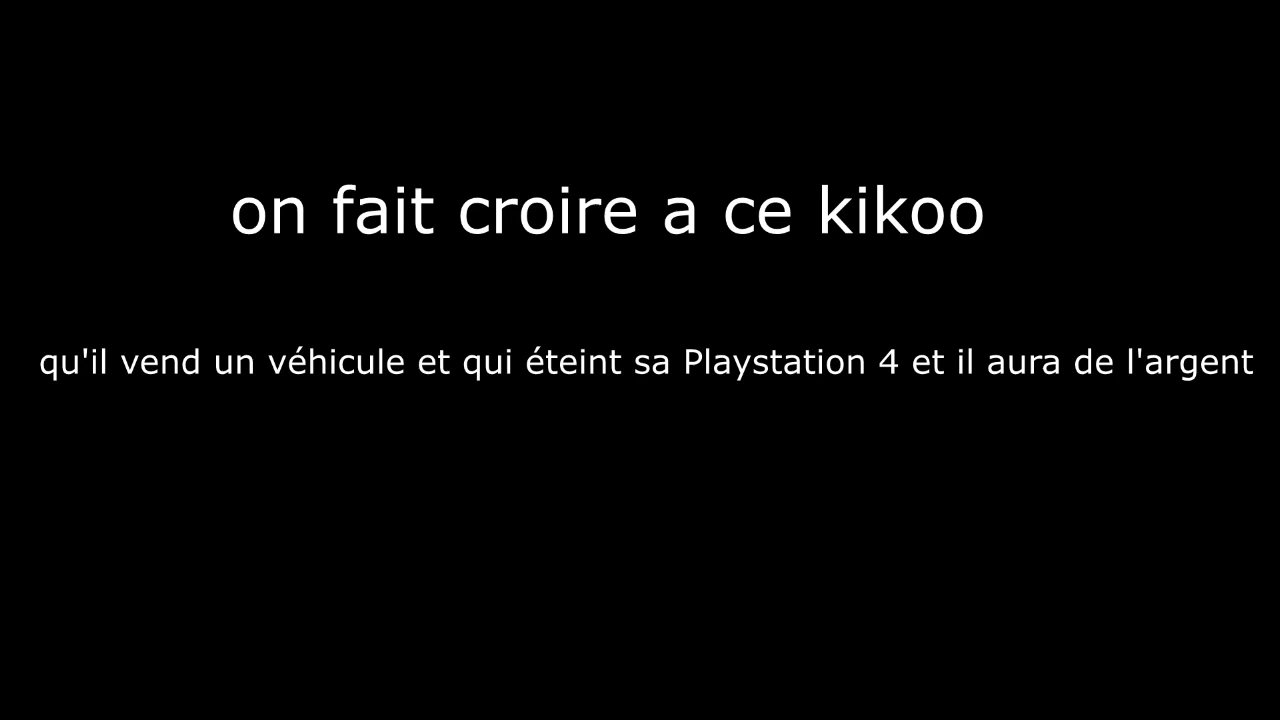 on fait croire a ce kikoo
qu'il vend un véhicule et qui éteint sa Playstation 4 et il aura de l'argent